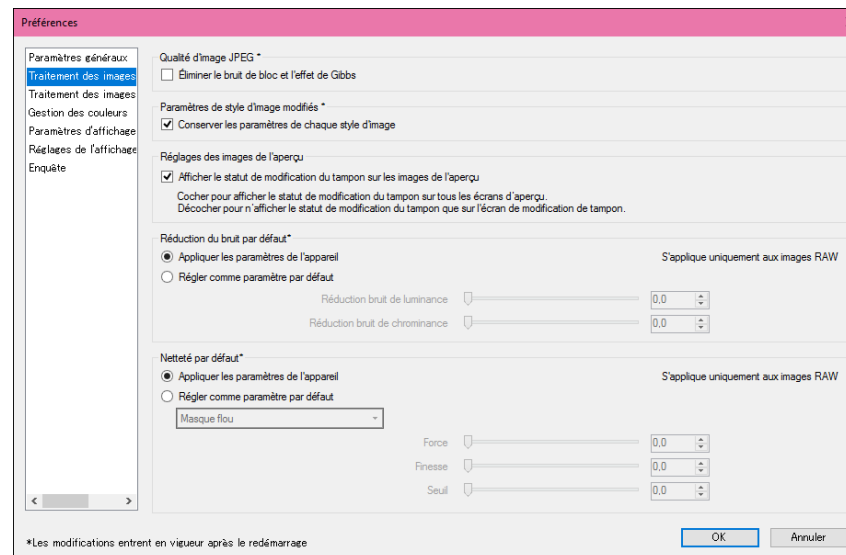 Préférences
Paramètres généraux
Traitement des images
Traitement des images
Gestion des couleurs
Paramètres d'affichage
Réglages de l'affichage
Enquête
Qualité d'image JPEG *
Éliminer le bruit de bloc et l'effet de Gibbs
Paramètres de style d'image modifiés *
Conserver les paramètres de chaque style d'image
Réglages des images de l'aperçu
Afficher le statut de modification du tampon sur les images de l'aperçu
Cocher pour afficher le statut de modification du tampon sur tous les écrans d'aperçu.
Décocher pour n'afficher le statut de modification du tampon que sur l'écran de modification de tampon.
Réduction du bruit par défaut*
Appliquer les paramètres de l'appareil S'applique uniquement aux images RAW
Régler comme paramètre par défaut
Réduction bruit de luminance 0,0
Réduction bruit de chrominance 0,0
Netteté par défaut*
Appliquer les paramètres de l'appareil S'applique uniquement aux images RAW
Régler comme paramètre par défaut
Masque flou
Force 0,0
Finesse 0,0
Seuil 0,0
*Les modifications entrent en vigueur après le redémarrage
OK Annuler